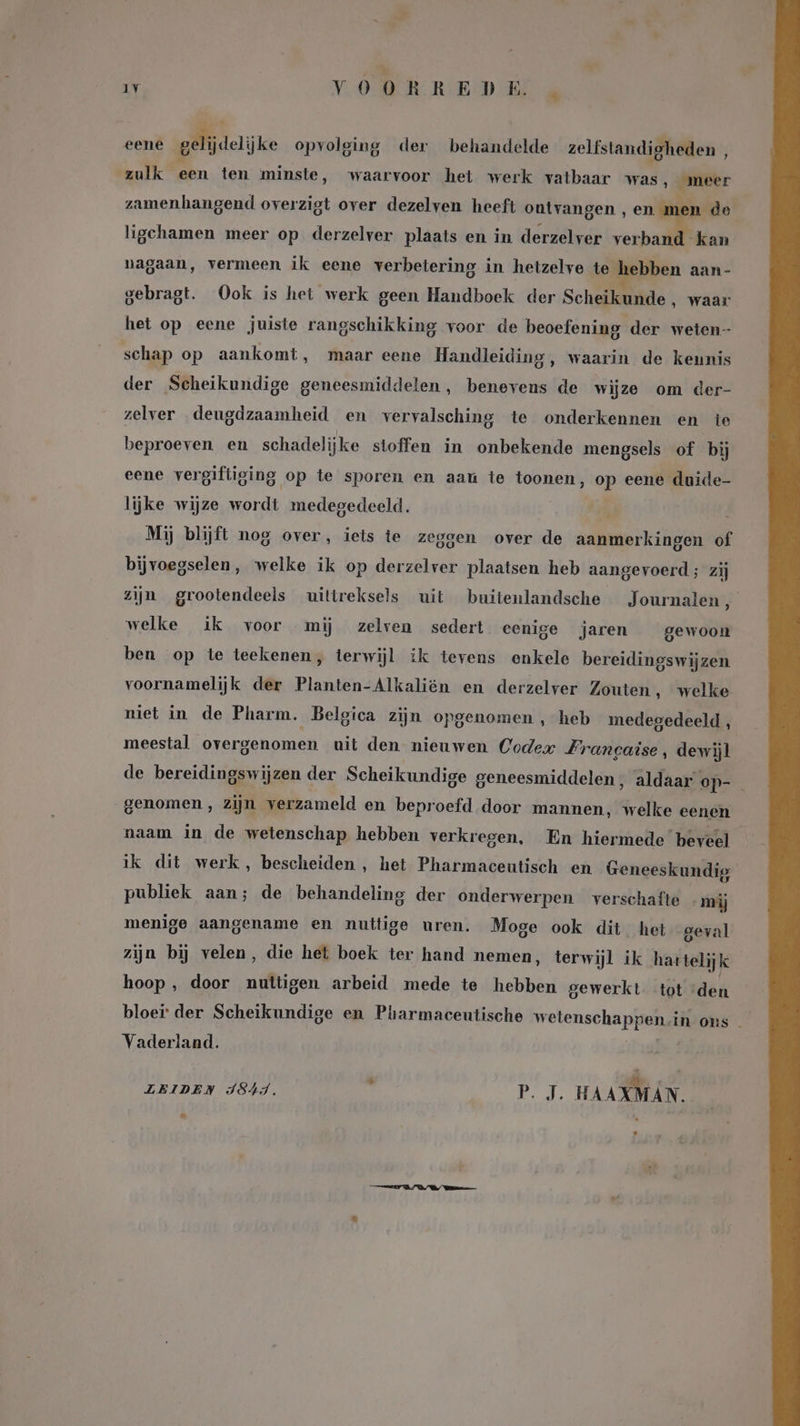 IV VOORREDE.
eene gelijdelijke opvolging der behandelde zelfstandigheden,
zulk een ten minste, waarvoor het werk vatbaar was, meer
zamenhangend overzigt over dezelven heeft ontvangen, en men de
ligchamen meer op derzelver plaats en in derzelver verband kan
nagaan, vermeen ik eene verbetering in hetzelve te hebben aan-
gebragt. Ook is het werk geen Handboek der Scheikunde, waar
het op eene juiste rangschikking voor de beoefening der weten-
schap op aankomt, maar eene Handleiding, waarin de kennis
der Scheikundige geneesmiddelen, benevens de wijze om der-
zelver deugdzaamheid en vervalsching te onderkennen en te
beproeven en schadelijke stoffen in onbekende mengsels of bij
eene vergiftiging op te sporen en aan te toonen, op eene duide-
lijke wijze wordt medegedeeld.
Mij blijft nog over, iets te zeggen over de aanmerkingen of
bijvoegselen, welke ik op derzelver plaatsen heb aangevoerd; zij
zijn grootendeels uittreksels uit buitenlandsche Journalen,
welke ik voor mij zelven sedert eenige jaren gewoon
ben op te teekenen, terwijl ik tevens enkele bereidingswijzen
voornamelijk der Planten-Alkaliën en derzelver Zouten, welke
niet in de Pharm. Belgica zijn opgenomen, heb medegedeeld,
meestal overgenomen uit den nieuwen Codex Française, dewijl
de bereidingswijzen der Scheikundige geneesmiddelen, aldaar op-
genomen, zijn verzameld en beproefd door mannen, welke eenen
naam in de wetenschap hebben verkregen. En hiermede beveel
ik dit werk, bescheiden, het Pharmaceutisch en Geneeskundig
publiek aan; de behandeling der onderwerpen verschafte mij
menige aangename en nuttige uren. Moge ook dit het geval
zijn bij velen, die het boek ter hand nemen, terwijl ik hartelijk
hoop, door nuttigen arbeid mede te hebben gewerkt tot den
bloei der Scheikundige en Pharmaceutische wetenschappen in ons
Vaderland.
LEIDEN 1841. P. J. HAAXMAN.